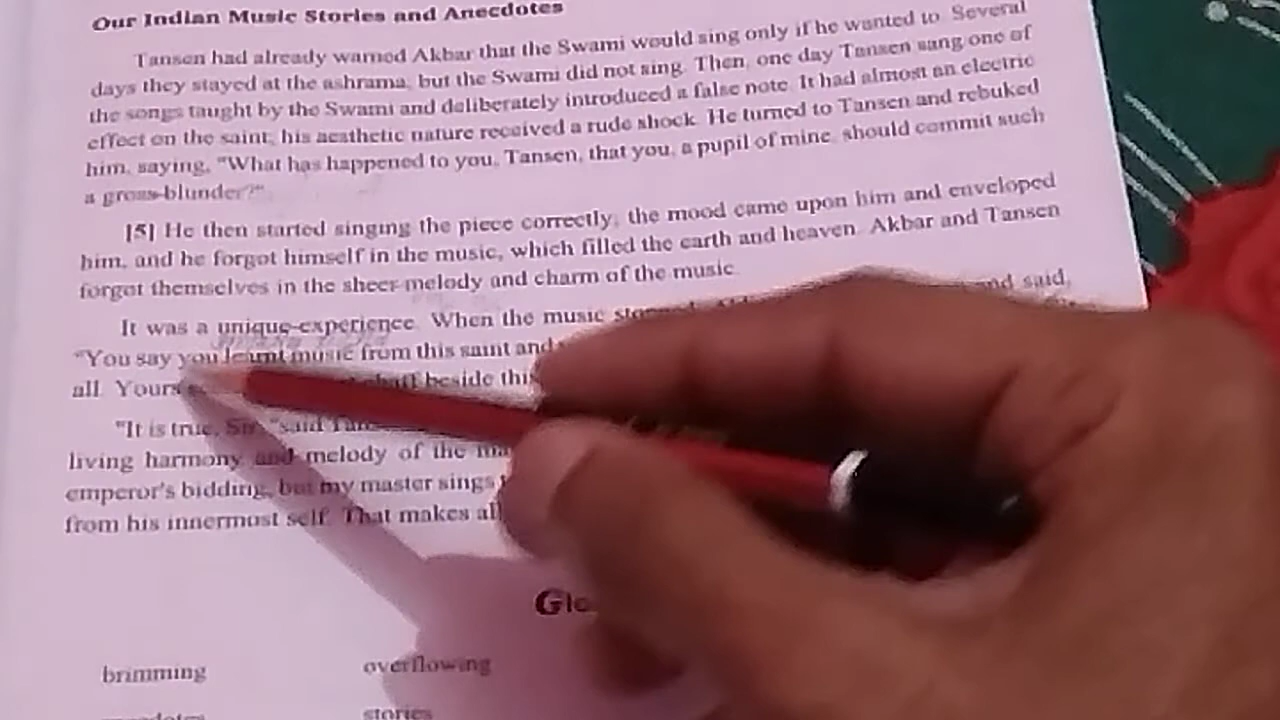 Our Indian Music Stories and Anecdotes
Tansen had already warned Akbar that the Swami would sing only if he wanted to. Several
days they stayed at the ashrama, but the Swami did not sing. Then, one day Tansen sang one of
the songs taught by the Swami and deliberately introduced a false note. It had almost an electric
effect on the saint; his aesthetic nature received a rude shock. He turned to Tansen and rebuked
him, saying, "What has happened to you, Tansen, that you, a pupil of mine, should commit such
a gross-blunder?"
[5] He then started singing the piece correctly; the mood came upon him and enveloped
him, and he forgot himself in the music, which filled the earth and heaven. Akbar and Tansen
forgot themselves in the sheer melody and charm of the music.
It was a unique-experience. When the music and said,
"You say you learnt music from this saint and
all. Yours beside this
"It is true, Sir," said
living harmony and melody of the
emperor's bidding, but my master sings
from his innermost self. That makes all
brimming overflowing
stories